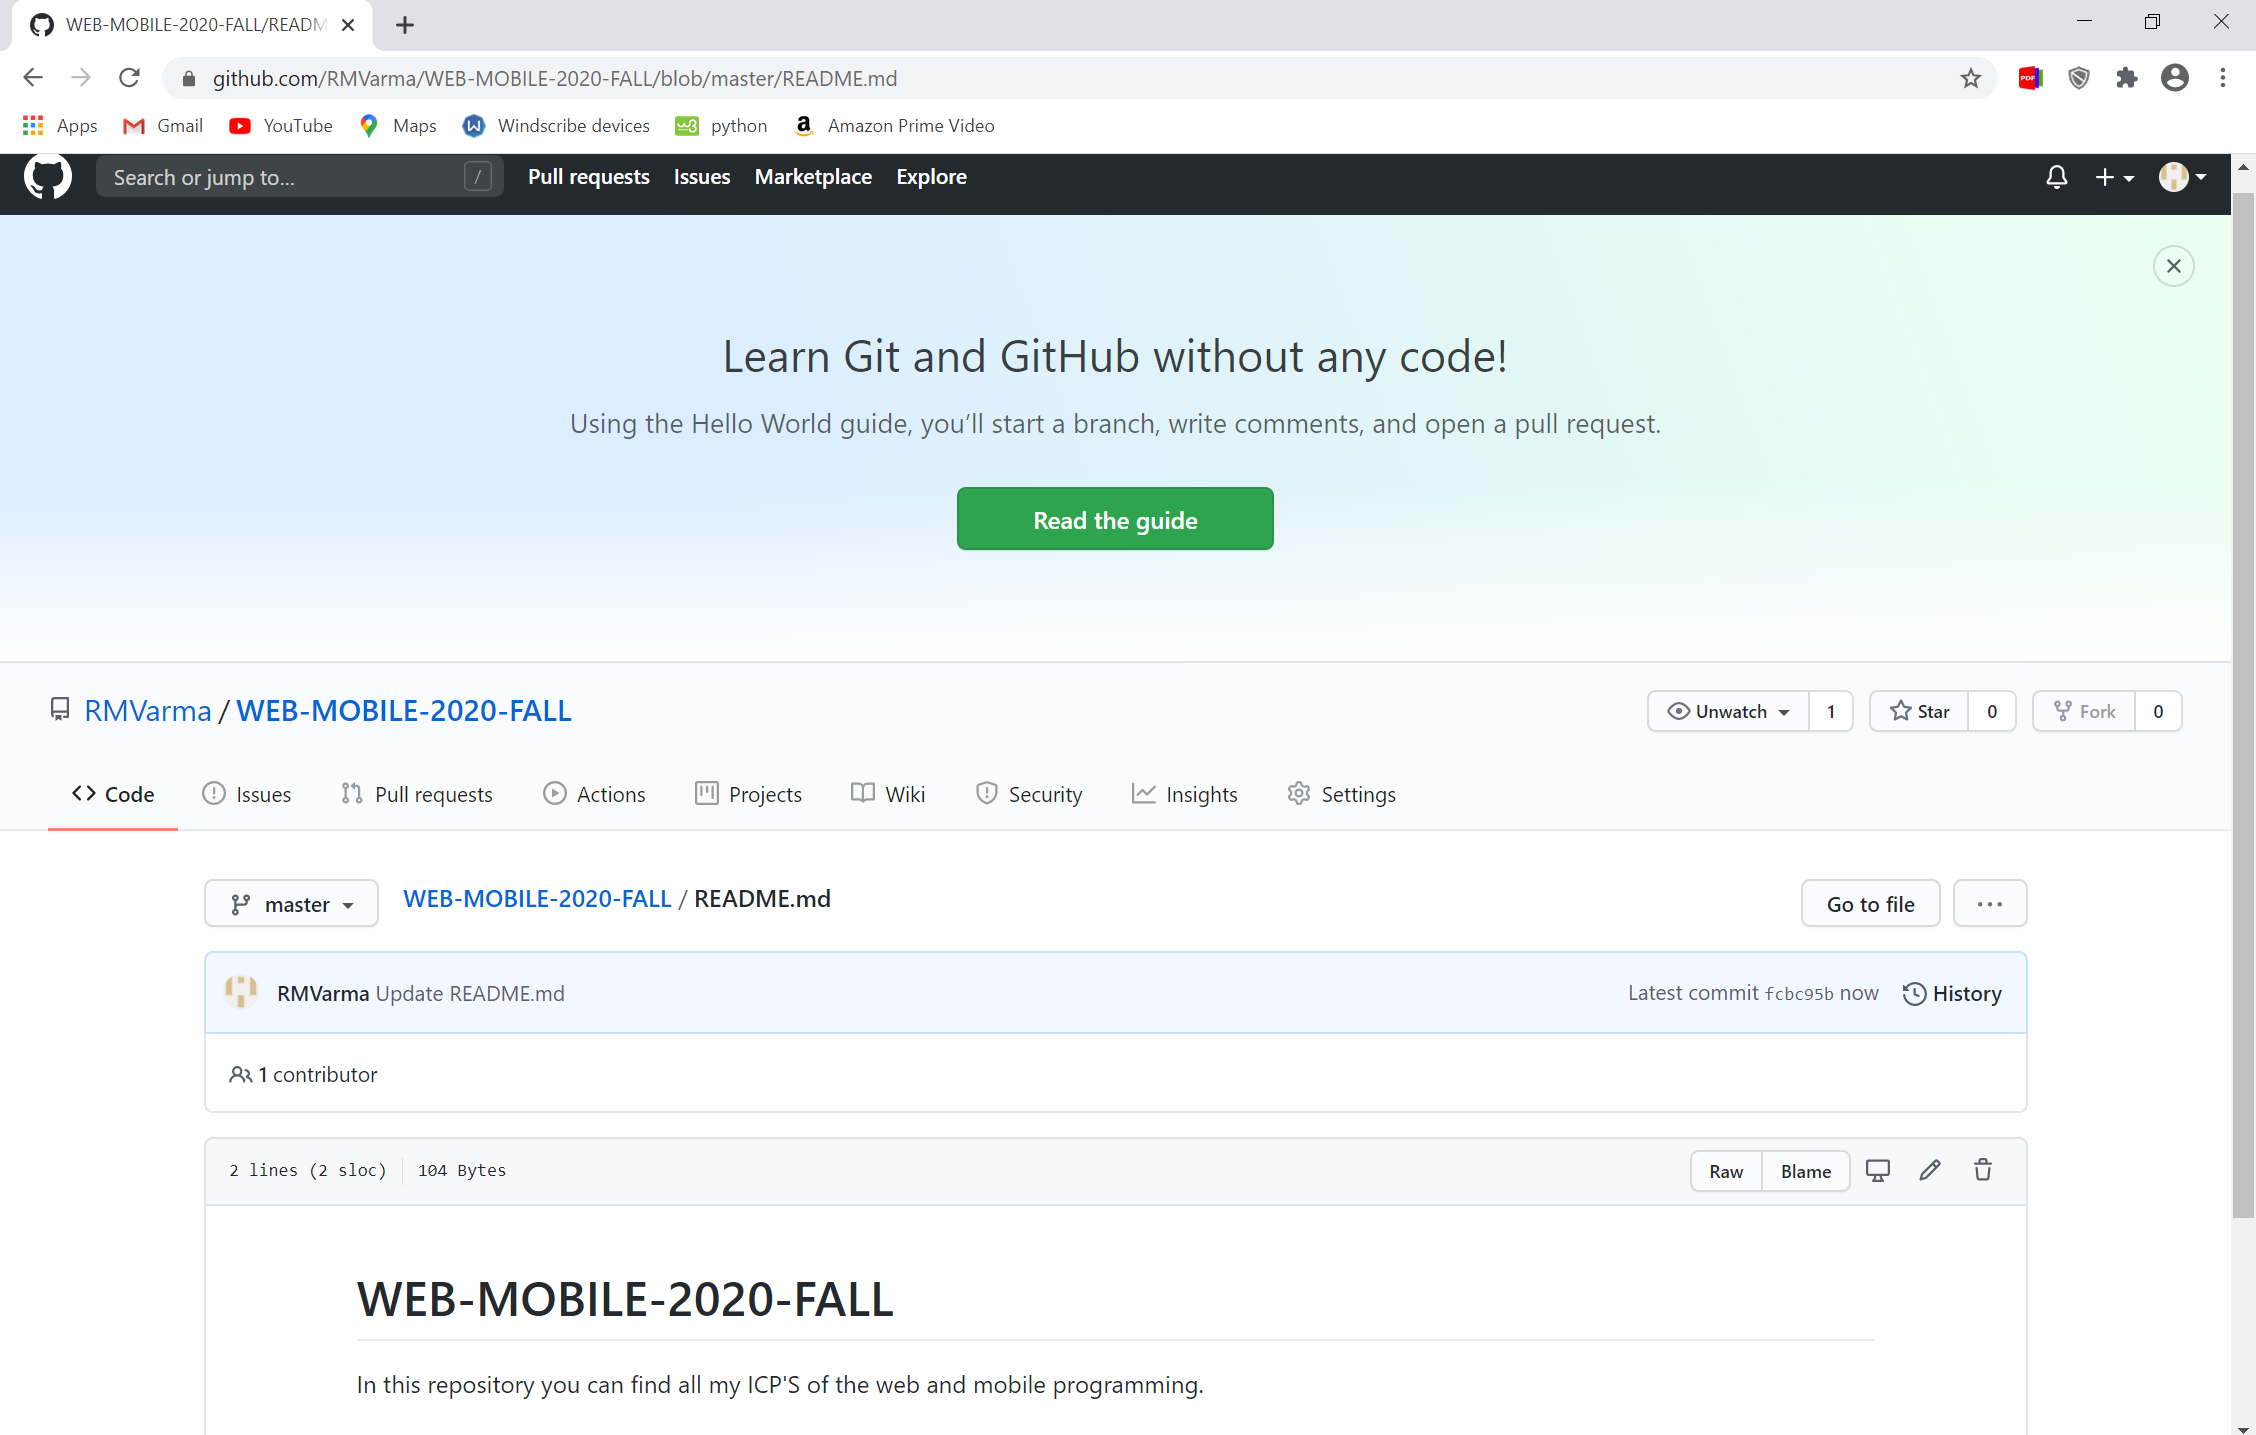 WEB-MOBILE-2020-FALL/READM
github.com/RMVarma/WEB-MOBILE-2020-FALL/blob/master/README.md
Apps Gmail YouTube Maps Windscribe devices python Amazon Prime Video
Search or jump to... / Pull requests Issues Marketplace Explore
Learn Git and GitHub without any code!
Using the Hello World guide, you’ll start a branch, write comments, and open a pull request.
Read the guide
RMVarma / WEB-MOBILE-2020-FALL Unwatch 1 Star 0 Fork 0
Code Issues Pull requests Actions Projects Wiki Security Insights Settings
master WEB-MOBILE-2020-FALL / README.md Go to file ...
RMVarma Update README.md Latest commit fcbc95b now History
1 contributor
2 lines (2 sloc) 104 Bytes Raw Blame
WEB-MOBILE-2020-FALL
In this repository you can find all my ICP'S of the web and mobile programming.